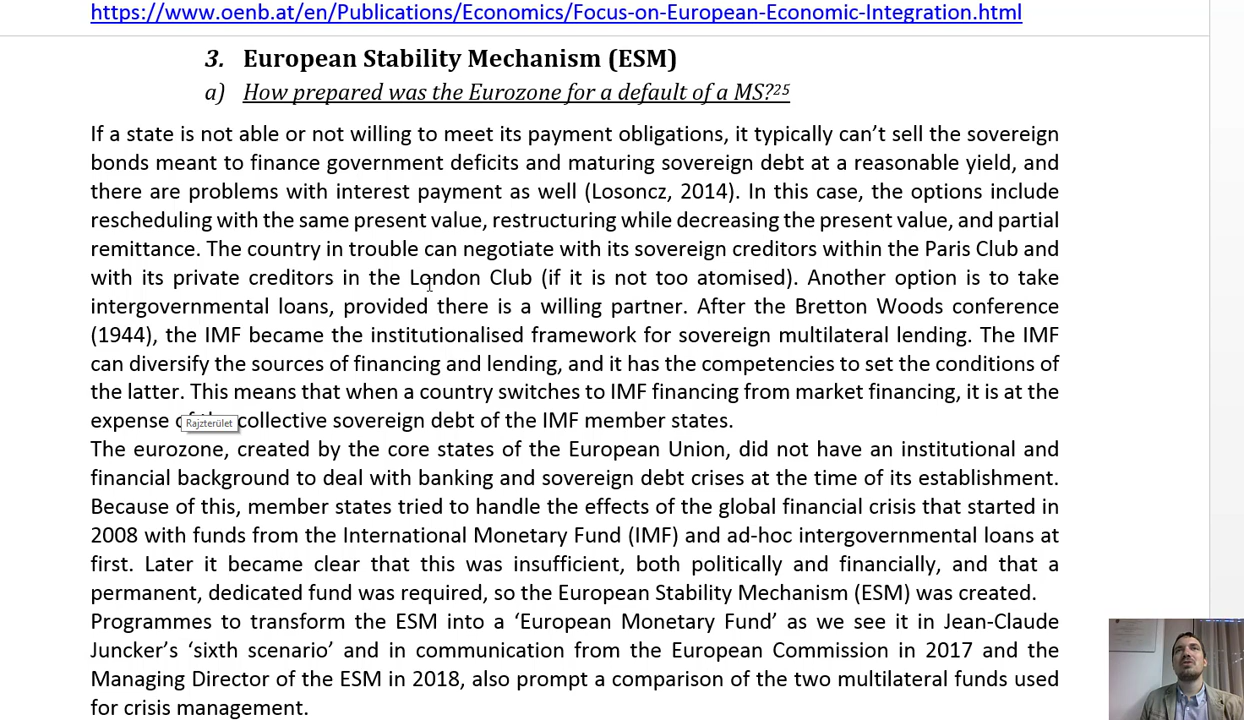 https://www.oenb.at/en/Publications/Economics/Focus-on-European-Economic-Integration.html
3. European Stability Mechanism (ESM)
a) How prepared was the Eurozone for a default of a MS?25
If a state is not able or not willing to meet its payment obligations, it typically can’t sell the sovereign
bonds meant to finance government deficits and maturing sovereign debt at a reasonable yield, and
there are problems with interest payment as well (Losoncz, 2014). In this case, the options include
rescheduling with the same present value, restructuring while decreasing the present value, and partial
remittance. The country in trouble can negotiate with its sovereign creditors within the Paris Club and
with its private creditors in the London Club (if it is not too atomised). Another option is to take
intergovernmental loans, provided there is a willing partner. After the Bretton Woods conference
(1944), the IMF became the institutionalised framework for sovereign multilateral lending. The IMF
can diversify the sources of financing and lending, and it has the competencies to set the conditions of
the latter. This means that when a country switches to IMF financing from market financing, it is at the
expense collective sovereign debt of the IMF member states.
Rajzterület
The eurozone, created by the core states of the European Union, did not have an institutional and
financial background to deal with banking and sovereign debt crises at the time of its establishment.
Because of this, member states tried to handle the effects of the global financial crisis that started in
2008 with funds from the International Monetary Fund (IMF) and ad-hoc intergovernmental loans at
first. Later it became clear that this was insufficient, both politically and financially, and that a
permanent, dedicated fund was required, so the European Stability Mechanism (ESM) was created.
Programmes to transform the ESM into a ‘European Monetary Fund’ as we see it in Jean-Claude
Juncker’s ‘sixth scenario’ and in communication from the European Commission in 2017 and the
Managing Director of the ESM in 2018, also prompt a comparison of the two multilateral funds used
for crisis management.